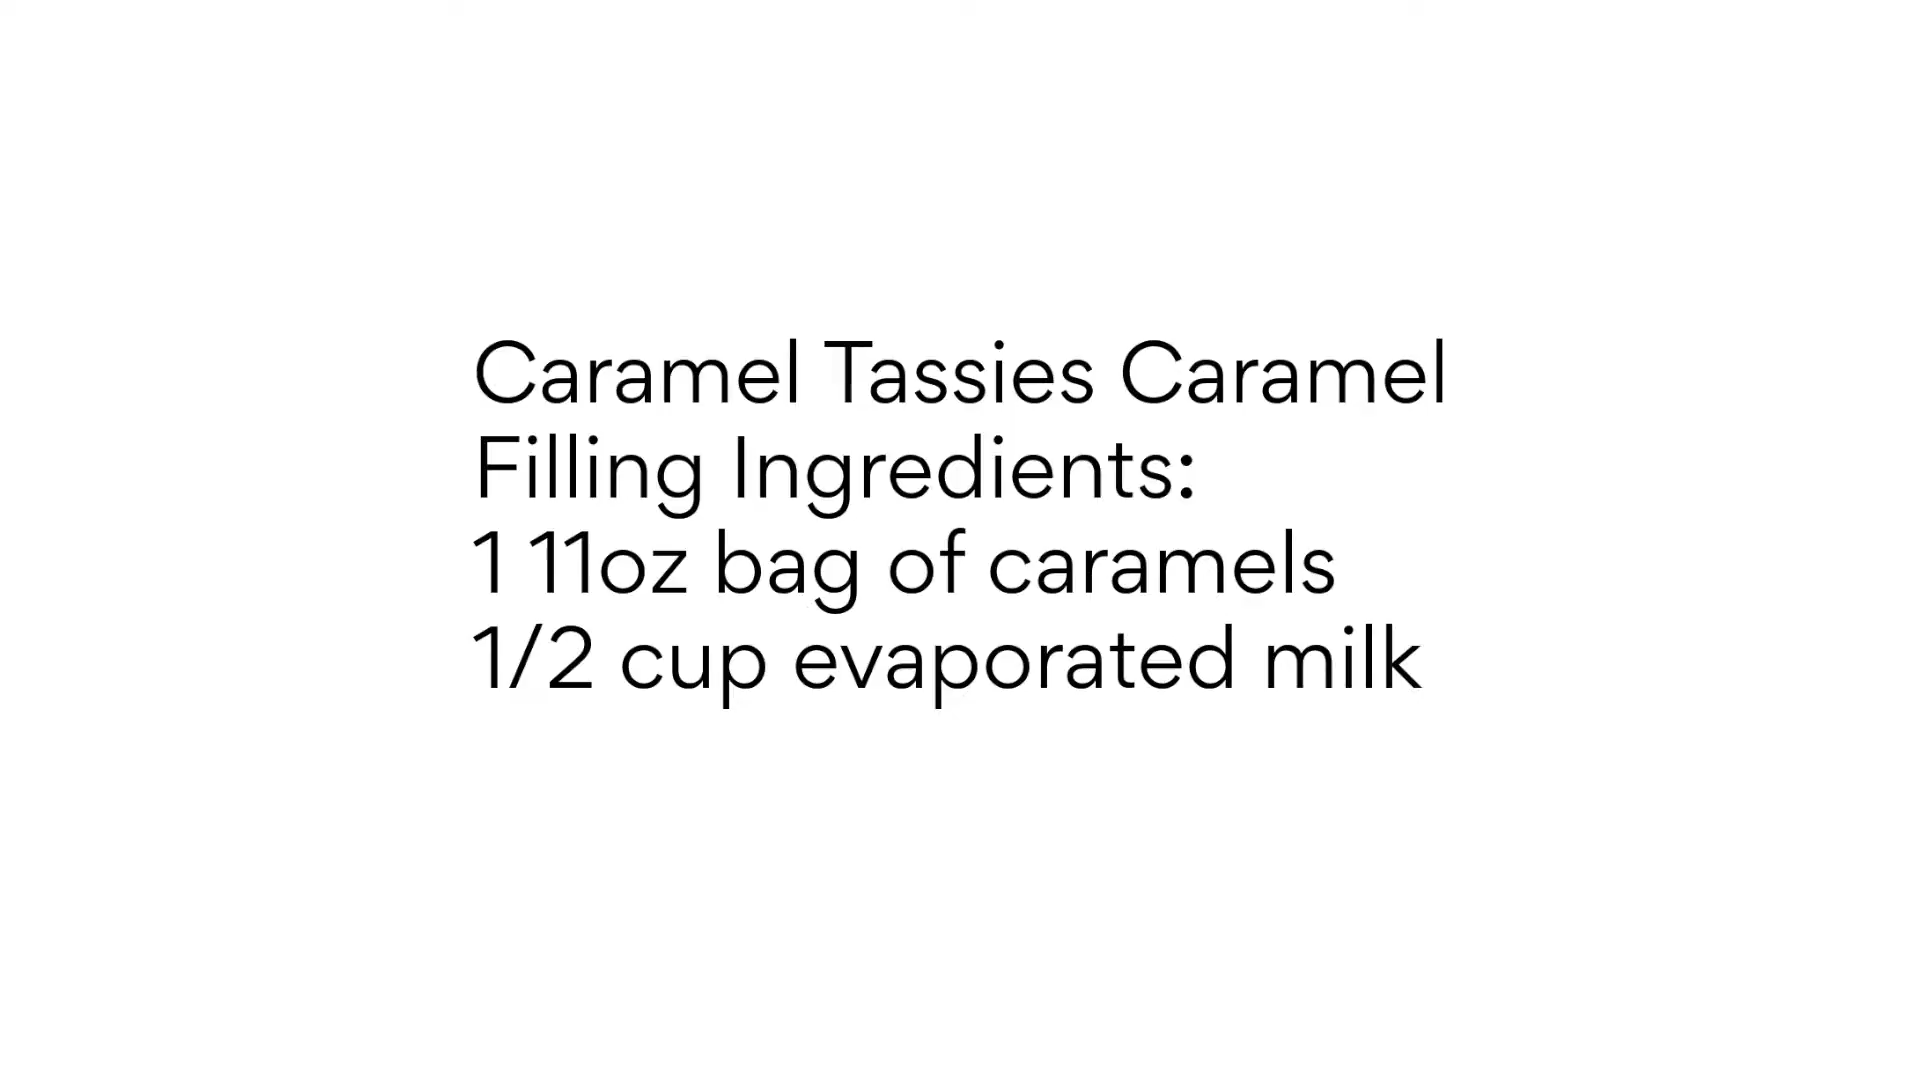 Caramel Tassies Caramel
Filling Ingredients:
1 11oz bag of caramels
1/2 cup evaporated milk